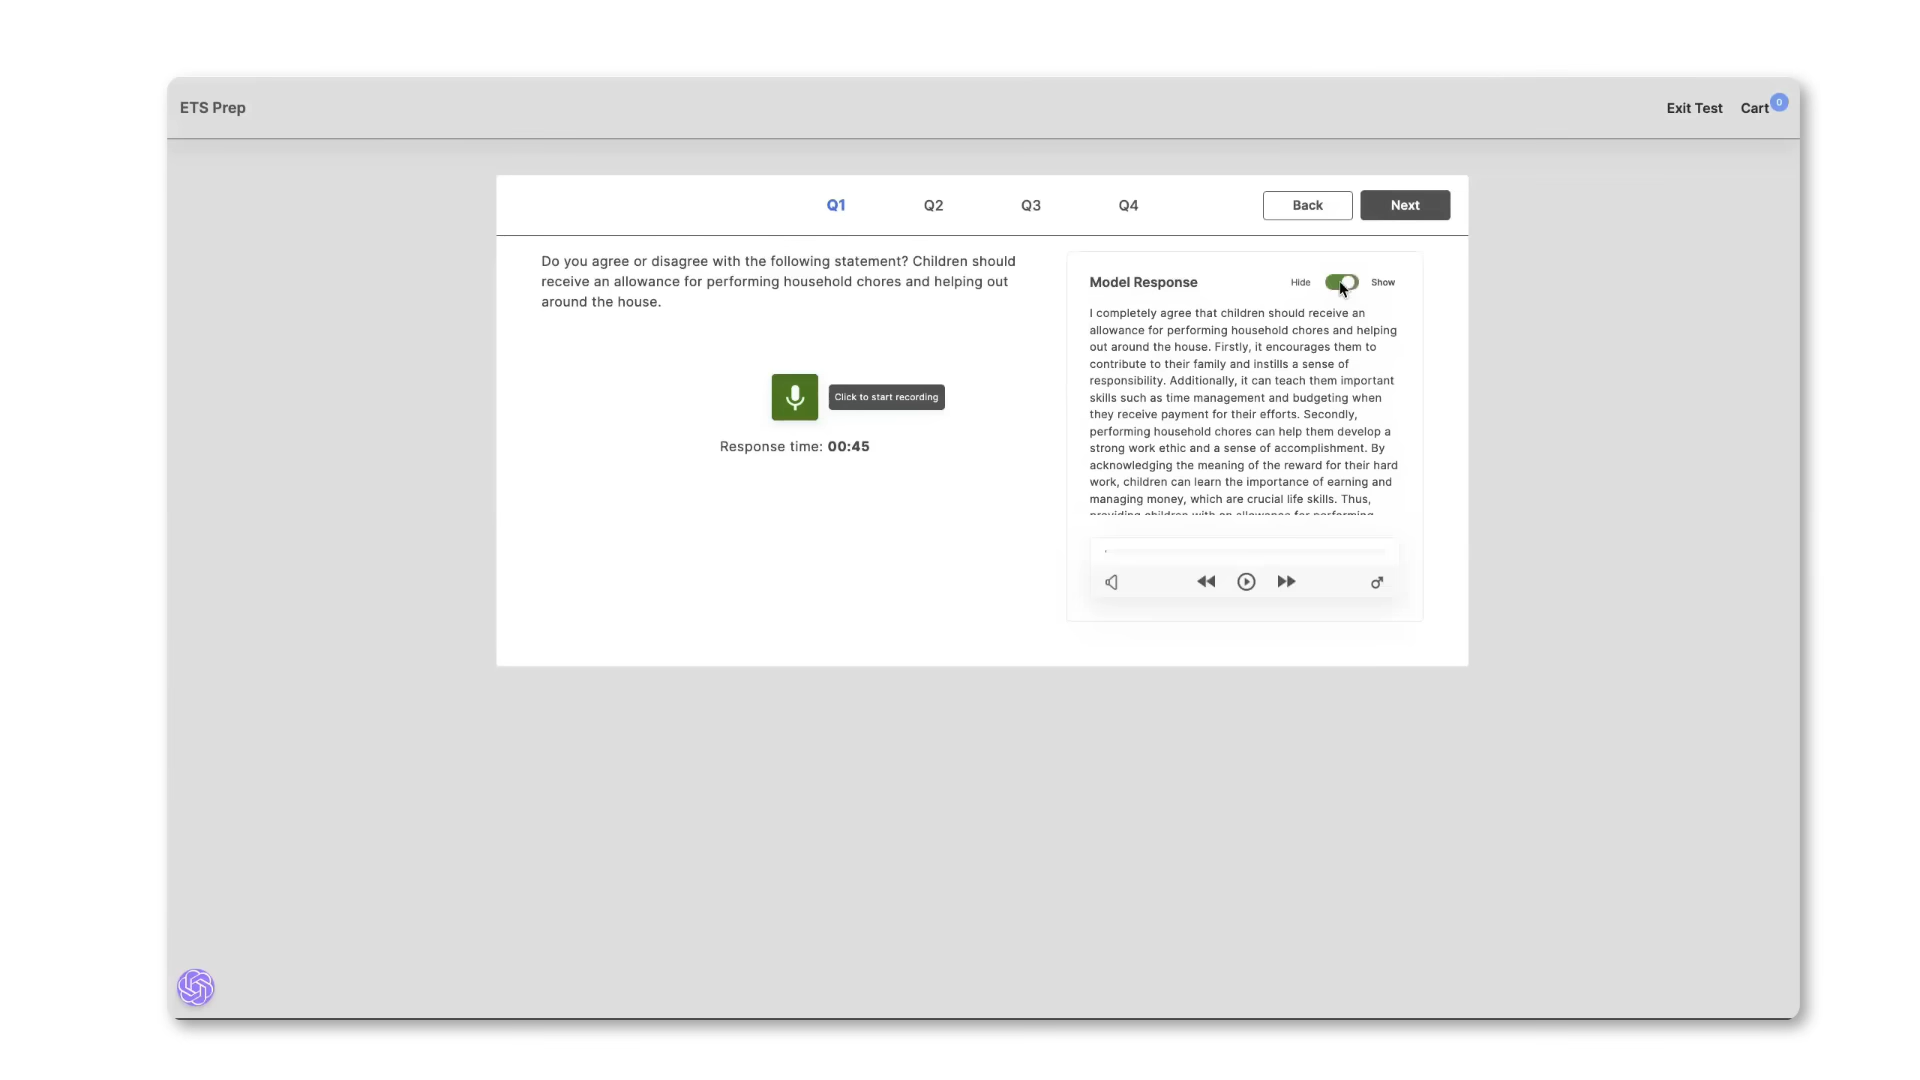 ETS Prep
Exit Test
Cart
0
Q1
Q2
Q3
Q4
Back
Next
Do you agree or disagree with the following statement? Children should
receive an allowance for performing household chores and helping out
around the house.
Click to start recording
Response time: 00:45
Model Response
Hide
Show
I completely agree that children should receive an
allowance for performing household chores and helping
out around the house. Firstly, it encourages them to
contribute to their family and instills a sense of
responsibility. Additionally, it can teach them important
skills such as time management and budgeting when
they receive payment for their efforts. Secondly,
performing household chores can help them develop a
strong work ethic and a sense of accomplishment. By
acknowledging the meaning of the reward for their hard
work, children can learn the importance of earning and
managing money, which are crucial life skills. Thus,
providing children with an allowance for performing